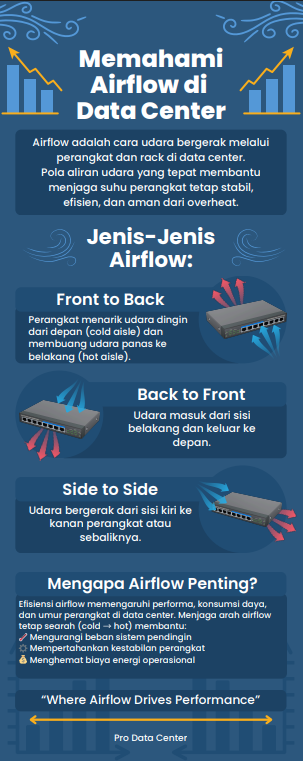 Memahami
Airflow di
Data Center
Airflow adalah cara udara bergerak melalui
perangkat dan rack di data center.
Pola aliran udara yang tepat membantu
menjaga suhu perangkat tetap stabil,
efisien, dan aman dari overheat.
Jenis-Jenis
Airflow:
Front to Back
Perangkat menarik udara dingin
dari depan (cold aisle) dan
membuang udara panas ke
belakang (hot aisle).
Back to Front
Udara masuk dari sisi
belakang dan keluar ke
depan.
Side to Side
Udara bergerak dari sisi kiri ke
kanan perangkat atau
sebaliknya.
Mengapa Airflow Penting?
Efisiensi airflow memengaruhi performa, konsumsi daya,
dan umur perangkat di data center. Menjaga arah airflow
tetap searah (cold → hot) membantu:
Mengurangi beban sistem pendingin
Mempertahankan kestabilan perangkat
Menghemat biaya energi operasional
“Where Airflow Drives Performance”
Pro Data Center